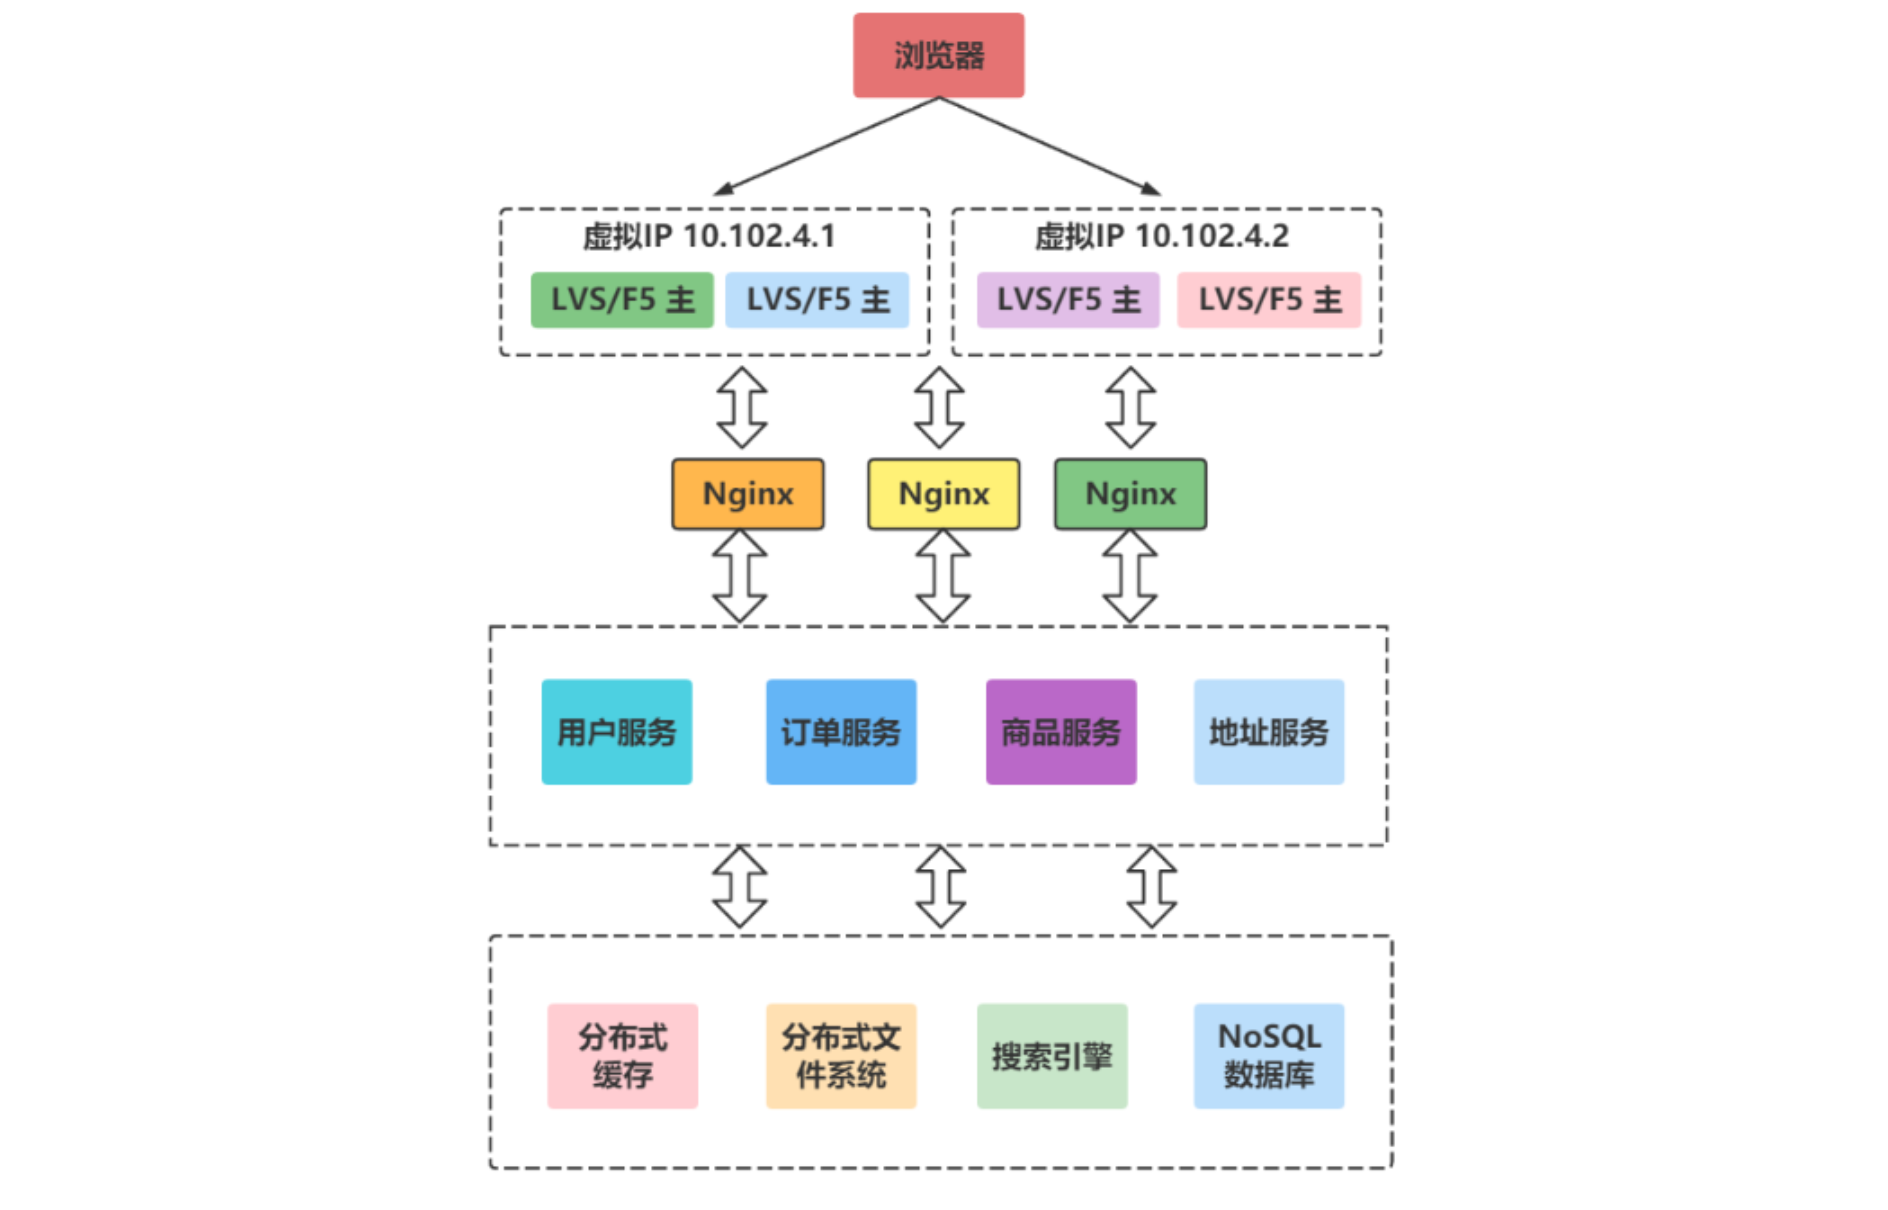 浏览器
虚拟IP 10.102.4.1
虚拟IP 10.102.4.2
LVS/F5 主
LVS/F5 主
LVS/F5 主
LVS/F5 主
Nginx
Nginx
Nginx
用户服务
订单服务
商品服务
地址服务
分布式
缓存
分布式文
件系统
搜索引擎
NoSQL
数据库